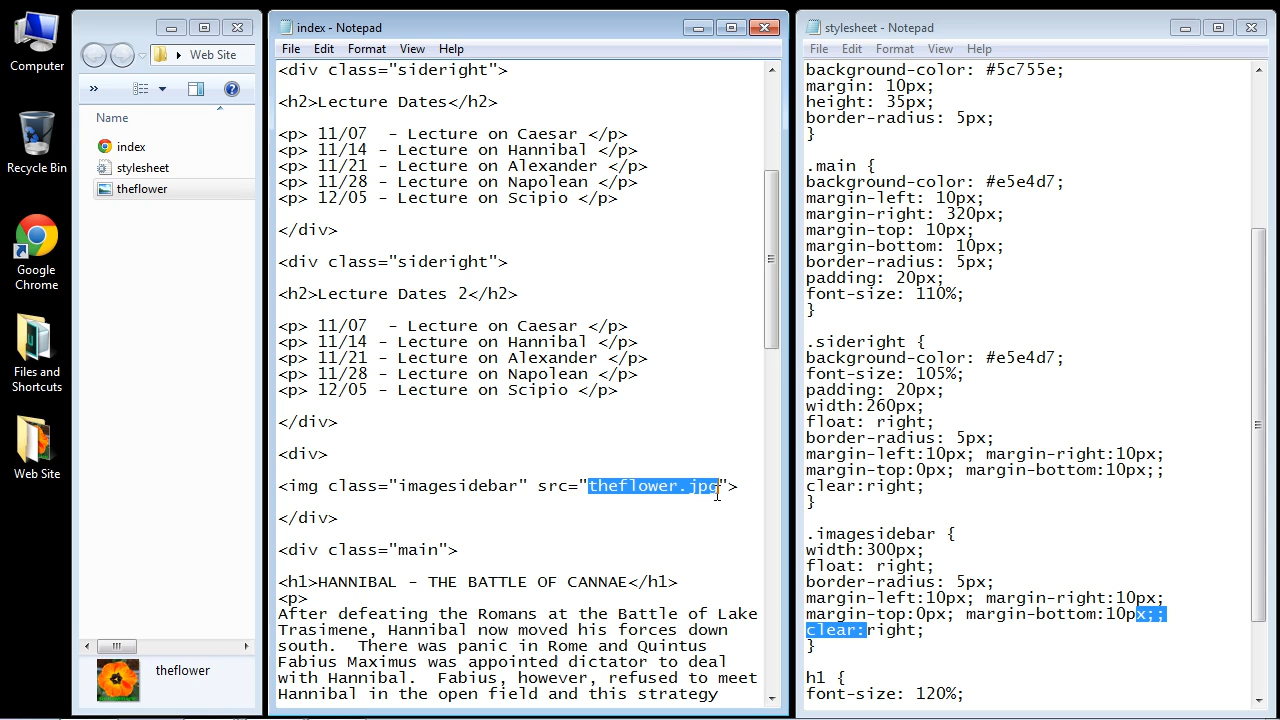 Computer
Recycle Bin
Google
Chrome
Files and
Shortcuts
Web Site
Web Site
»
Name
index
stylesheet
theflower
theflower
index - Notepad
File Edit Format View Help
<div class="sideright">
<h2>Lecture Dates</h2>
<p> 11/07  - Lecture on Caesar </p>
<p> 11/14 - Lecture on Hannibal </p>
<p> 11/21 - Lecture on Alexander </p>
<p> 11/28 - Lecture on Napolean </p>
<p> 12/05 - Lecture on Scipio </p>
</div>
<div class="sideright">
<h2>Lecture Dates 2</h2>
<p> 11/07  - Lecture on Caesar </p>
<p> 11/14 - Lecture on Hannibal </p>
<p> 11/21 - Lecture on Alexander </p>
<p> 11/28 - Lecture on Napolean </p>
<p> 12/05 - Lecture on Scipio </p>
</div>
<div>
<img class="imagesidebar" src="theflower.jpg">
</div>
<div class="main">
<h1>HANNIBAL - THE BATTLE OF CANNAE</h1>
<p>
After defeating the Romans at the Battle of Lake
Trasimene, Hannibal now moved his forces down
south.  There was panic in Rome and Quintus
Fabius Maximus was appointed dictator to deal
with Hannibal.  Fabius, however, refused to meet
Hannibal in the open field and this strategy
stylesheet - Notepad
File Edit Format View Help
background-color: #5c755e;
margin: 10px;
height: 35px;
border-radius: 5px;
}
.main {
background-color: #e5e4d7;
margin-left: 10px;
margin-right: 320px;
margin-top: 10px;
margin-bottom: 10px;
border-radius: 5px;
padding: 20px;
font-size: 110%;
}
.sideright {
background-color: #e5e4d7;
font-size: 105%;
padding: 20px;
width:260px;
float: right;
border-radius: 5px;
margin-left:10px; margin-right:10px;
margin-top:0px; margin-bottom:10px;;
clear:right;
}
.imagesidebar {
width:300px;
float: right;
border-radius: 5px;
margin-left:10px; margin-right:10px;
margin-top:0px; margin-bottom:10px;;
clear:right;
}
h1 {
font-size: 120%;